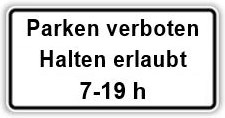 Parken verboten
Halten erlaubt
7-19 h